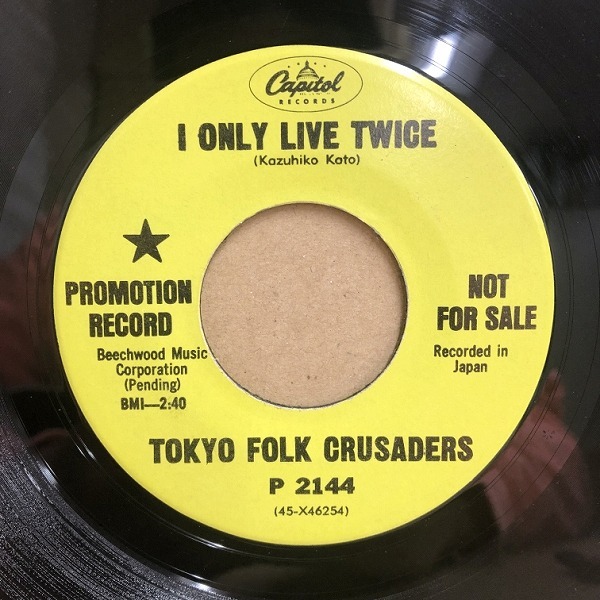 Capitol
RECORDS
I ONLY LIVE TWICE
(Kazuhiko Kato)
PROMOTION
RECORD
Beechwood Music
Corporation
(Pending)
BMI—2:40
NOT
FOR SALE
Recorded in
Japan
TOKYO FOLK CRUSADERS
P 2144
(45-X46254)